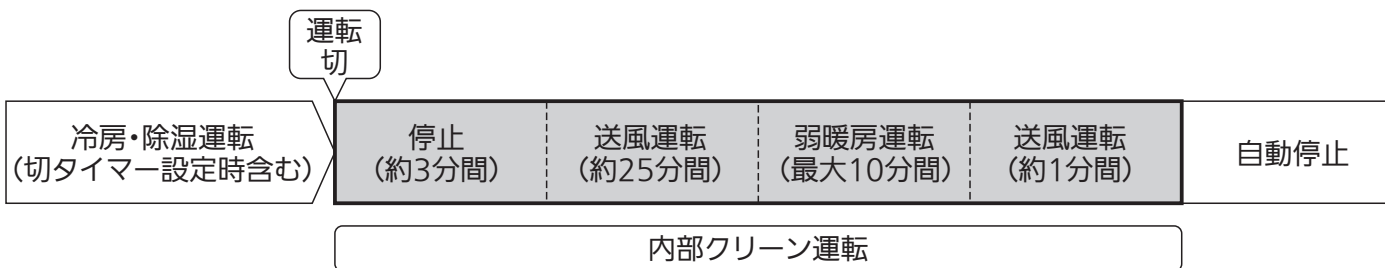 運転
切
冷房･除湿運転
(切タイマー設定時含む)
停止
(約3分間)
送風運転
(約25分間)
弱暖房運転
(最大10分間)
送風運転
(約1分間)
自動停止
内部クリーン運転